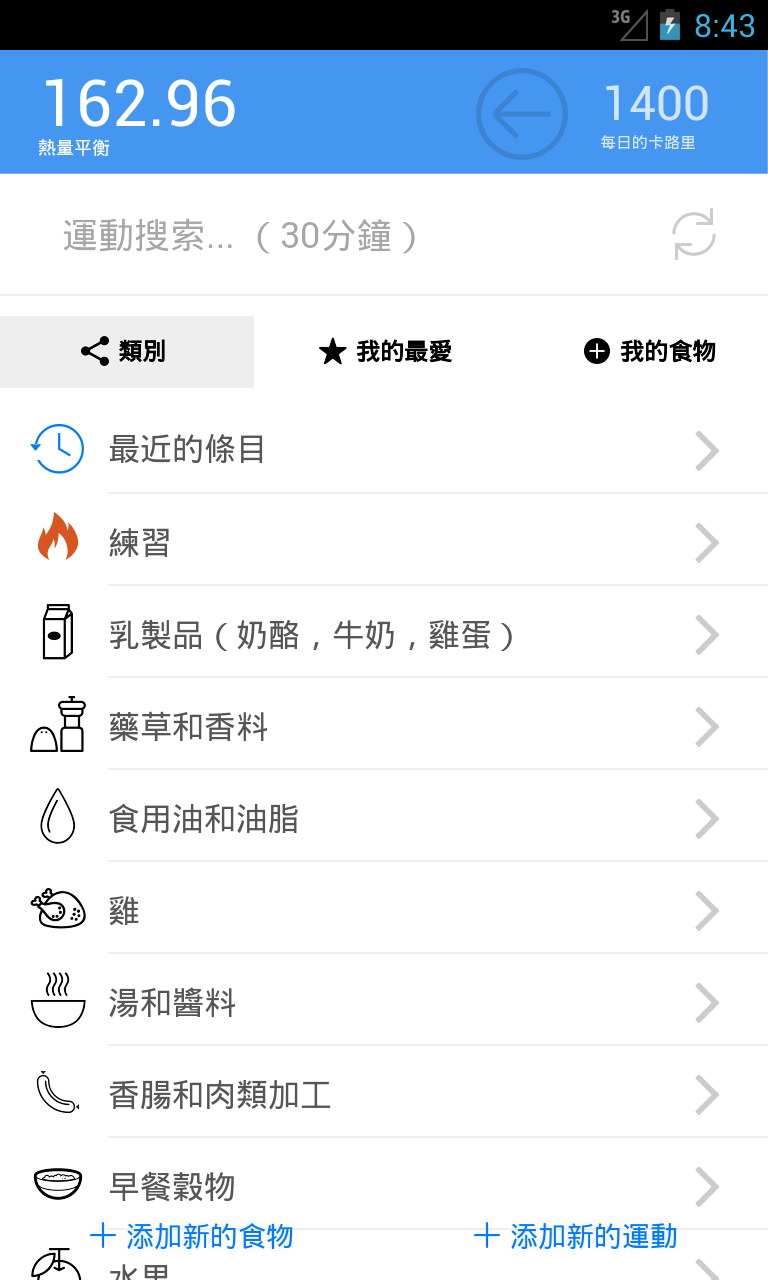 3G 8:43
162.96
熱量平衡
1400
每日的卡路里
運動搜索... （30分鐘）
類別
我的最愛
我的食物
最近的條目
練習
乳製品（奶酪，牛奶，雞蛋）
藥草和香料
食用油和油脂
雞
湯和醬料
香腸和肉類加工
早餐穀物
添加新的食物
添加新的運動
水果